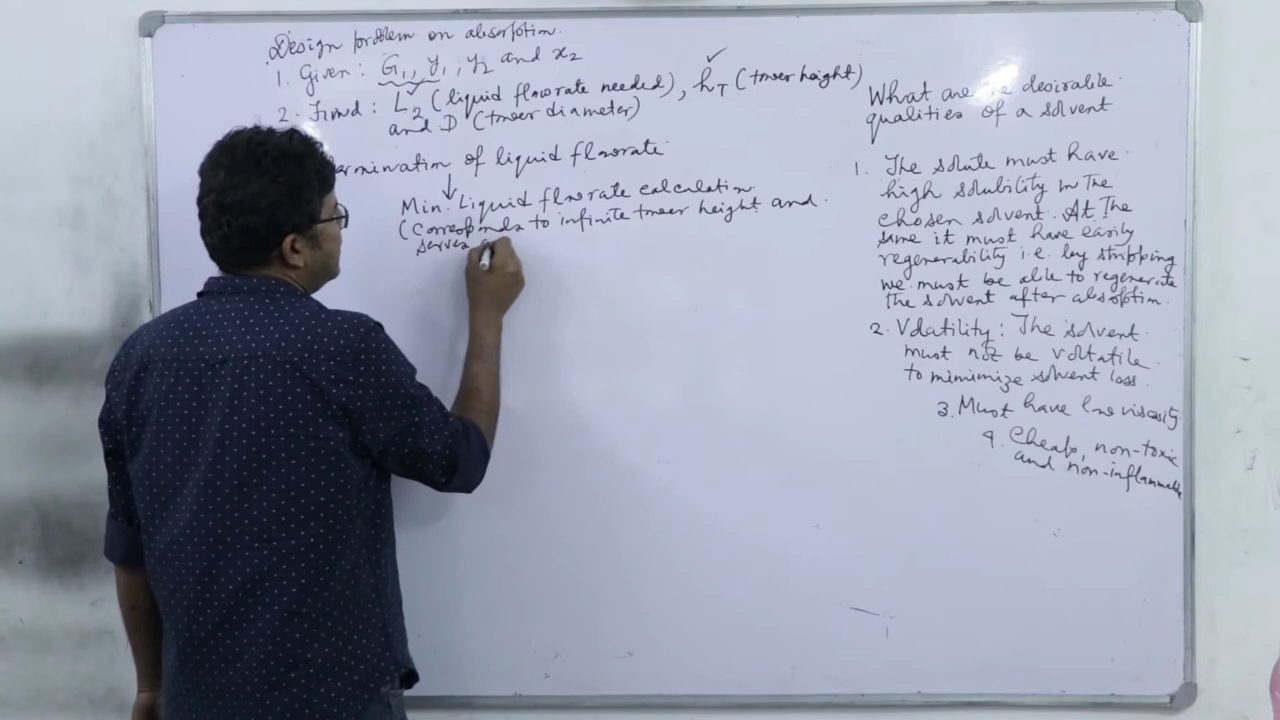 Design problem on absorption.
1. Given: G1, y1, y2 and x2
2. Find: L2 (liquid flowrate needed), hT (tower height)
and D (tower diameter)
ermination of liquid flowrate
↓
Min. Liquid flowrate calculation.
(Corresponds to infinite tower height and
serves
What are desirable
qualities of a solvent
1. The solute must have
high solubility in the
chosen solvent. At the
same it must have easily
regenerability i.e. by stripping
we must be able to regenerate
the solvent after absorption.
2. Volatility: The solvent
must not be voltatile
to minimize solvent loss.
3. Must have low viscosity.
4. Cheap, non-toxic
and non-inflammable